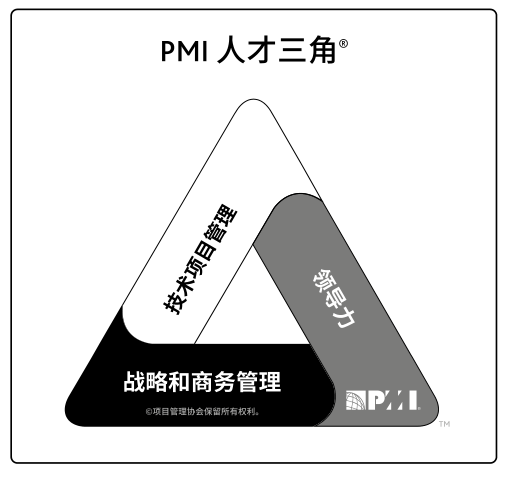 PMI 人才三角®
技术项目管理
领导力
战略和商务管理
©项目管理协会保留所有权利。
PMI.
TM